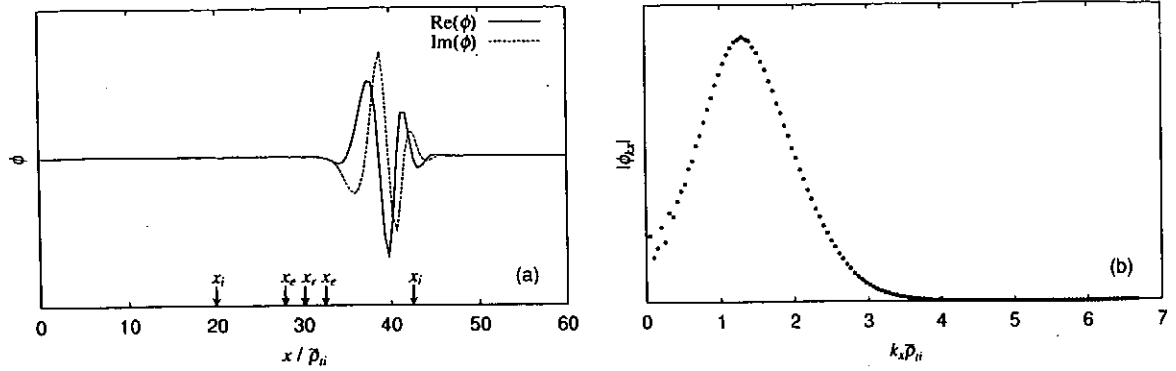 Re(ϕ)
Im(ϕ)
ϕ
x_i x_e x_r x_e x_i
(a)
0 10 20 30 40 50 60
x / ρ̄_ti
|ϕ_kx|
(b)
0 1 2 3 4 5 6 7
k_x ρ̄_ti